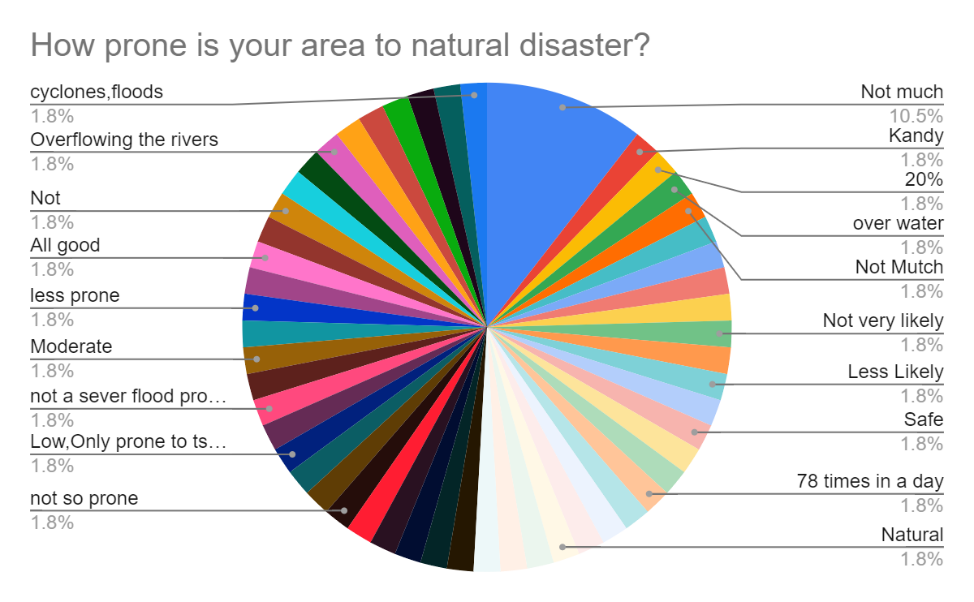 How prone is your area to natural disaster?
cyclones,floods
1.8%
Overflowing the rivers
1.8%
Not
1.8%
All good
1.8%
less prone
1.8%
Moderate
1.8%
not a sever flood pro…
1.8%
Low,Only prone to ts…
1.8%
not so prone
1.8%
Not much
10.5%
Kandy
1.8%
20%
1.8%
over water
1.8%
Not Mutch
1.8%
Not very likely
1.8%
Less Likely
1.8%
Safe
1.8%
78 times in a day
1.8%
Natural
1.8%